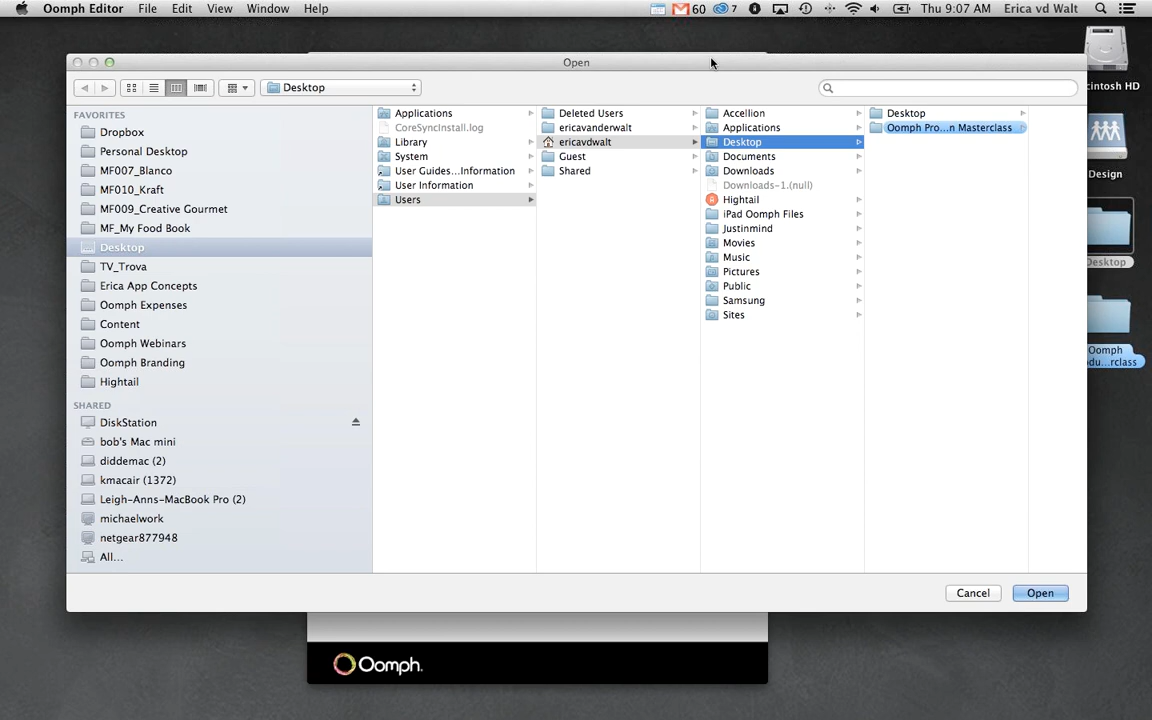 Oomph Editor File Edit View Window Help 60 7 Thu 9:07 AM Erica vd Walt
Open
Desktop
FAVORITES
Dropbox
Personal Desktop
MF007_Blanco
MF010_Kraft
MF009_Creative Gourmet
MF_My Food Book
Desktop
TV_Trova
Erica App Concepts
Oomph Expenses
Content
Oomph Webinars
Oomph Branding
Hightail
SHARED
DiskStation
bob's Mac mini
diddemac (2)
kmacair (1372)
Leigh-Anns-MacBook Pro (2)
michaelwork
netgear877948
All...
Applications
CoreSyncInstall.log
Library
System
User Guides...Information
User Information
Users
Deleted Users
ericavanderwalt
ericavdwalt
Guest
Shared
Accellion
Applications
Desktop
Documents
Downloads
Downloads-1.(null)
Hightail
iPad Oomph Files
Justinmind
Movies
Music
Pictures
Public
Samsung
Sites
Desktop
Oomph Pro...n Masterclass
Cancel Open
cintosh HD
Design
Desktop
Oomph
du...rclass
Oomph.